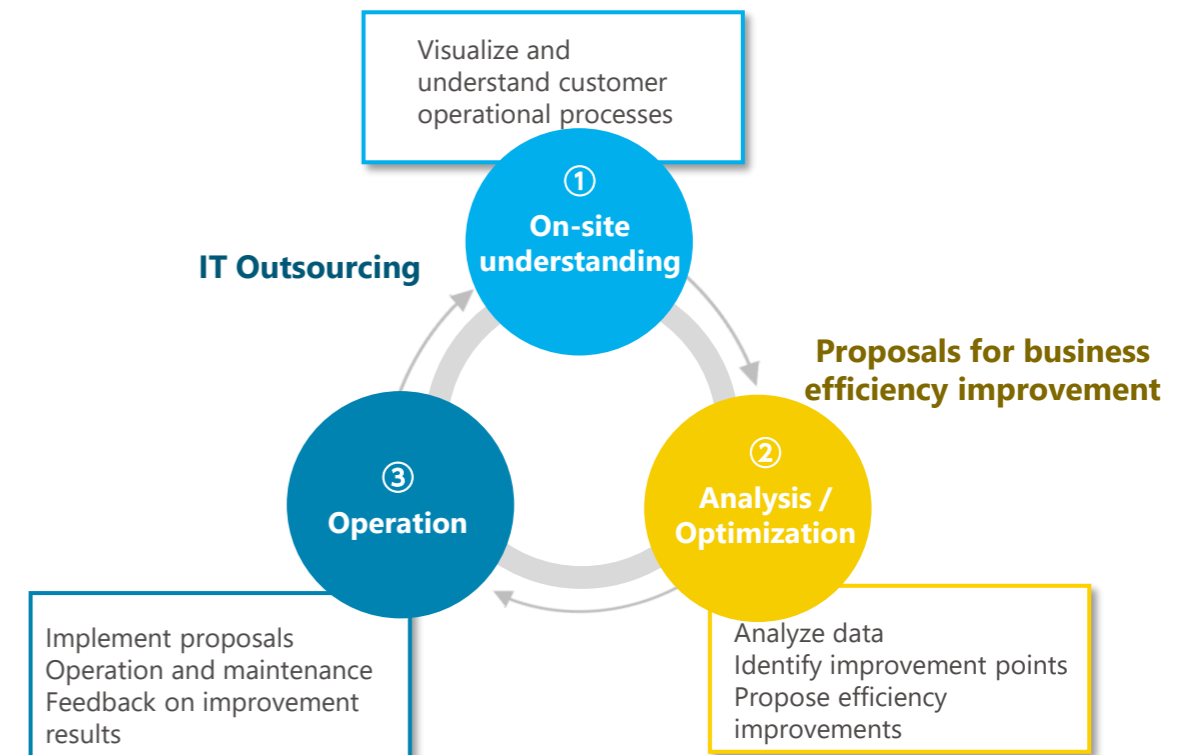 Visualize and
understand customer
operational processes
①
On-site
understanding
IT Outsourcing
Proposals for business
efficiency improvement
②
Analysis /
Optimization
③
Operation
Implement proposals
Operation and maintenance
Feedback on improvement
results
Analyze data
Identify improvement points
Propose efficiency
improvements